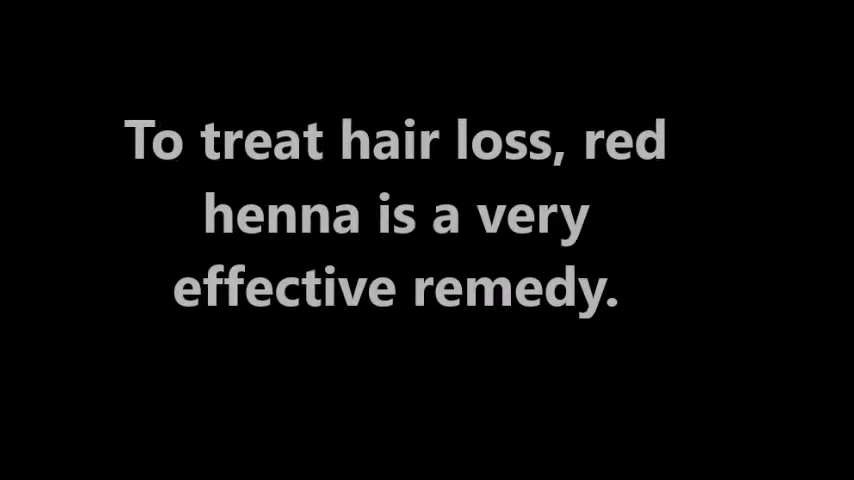 To treat hair loss, red
henna is a very
effective remedy.